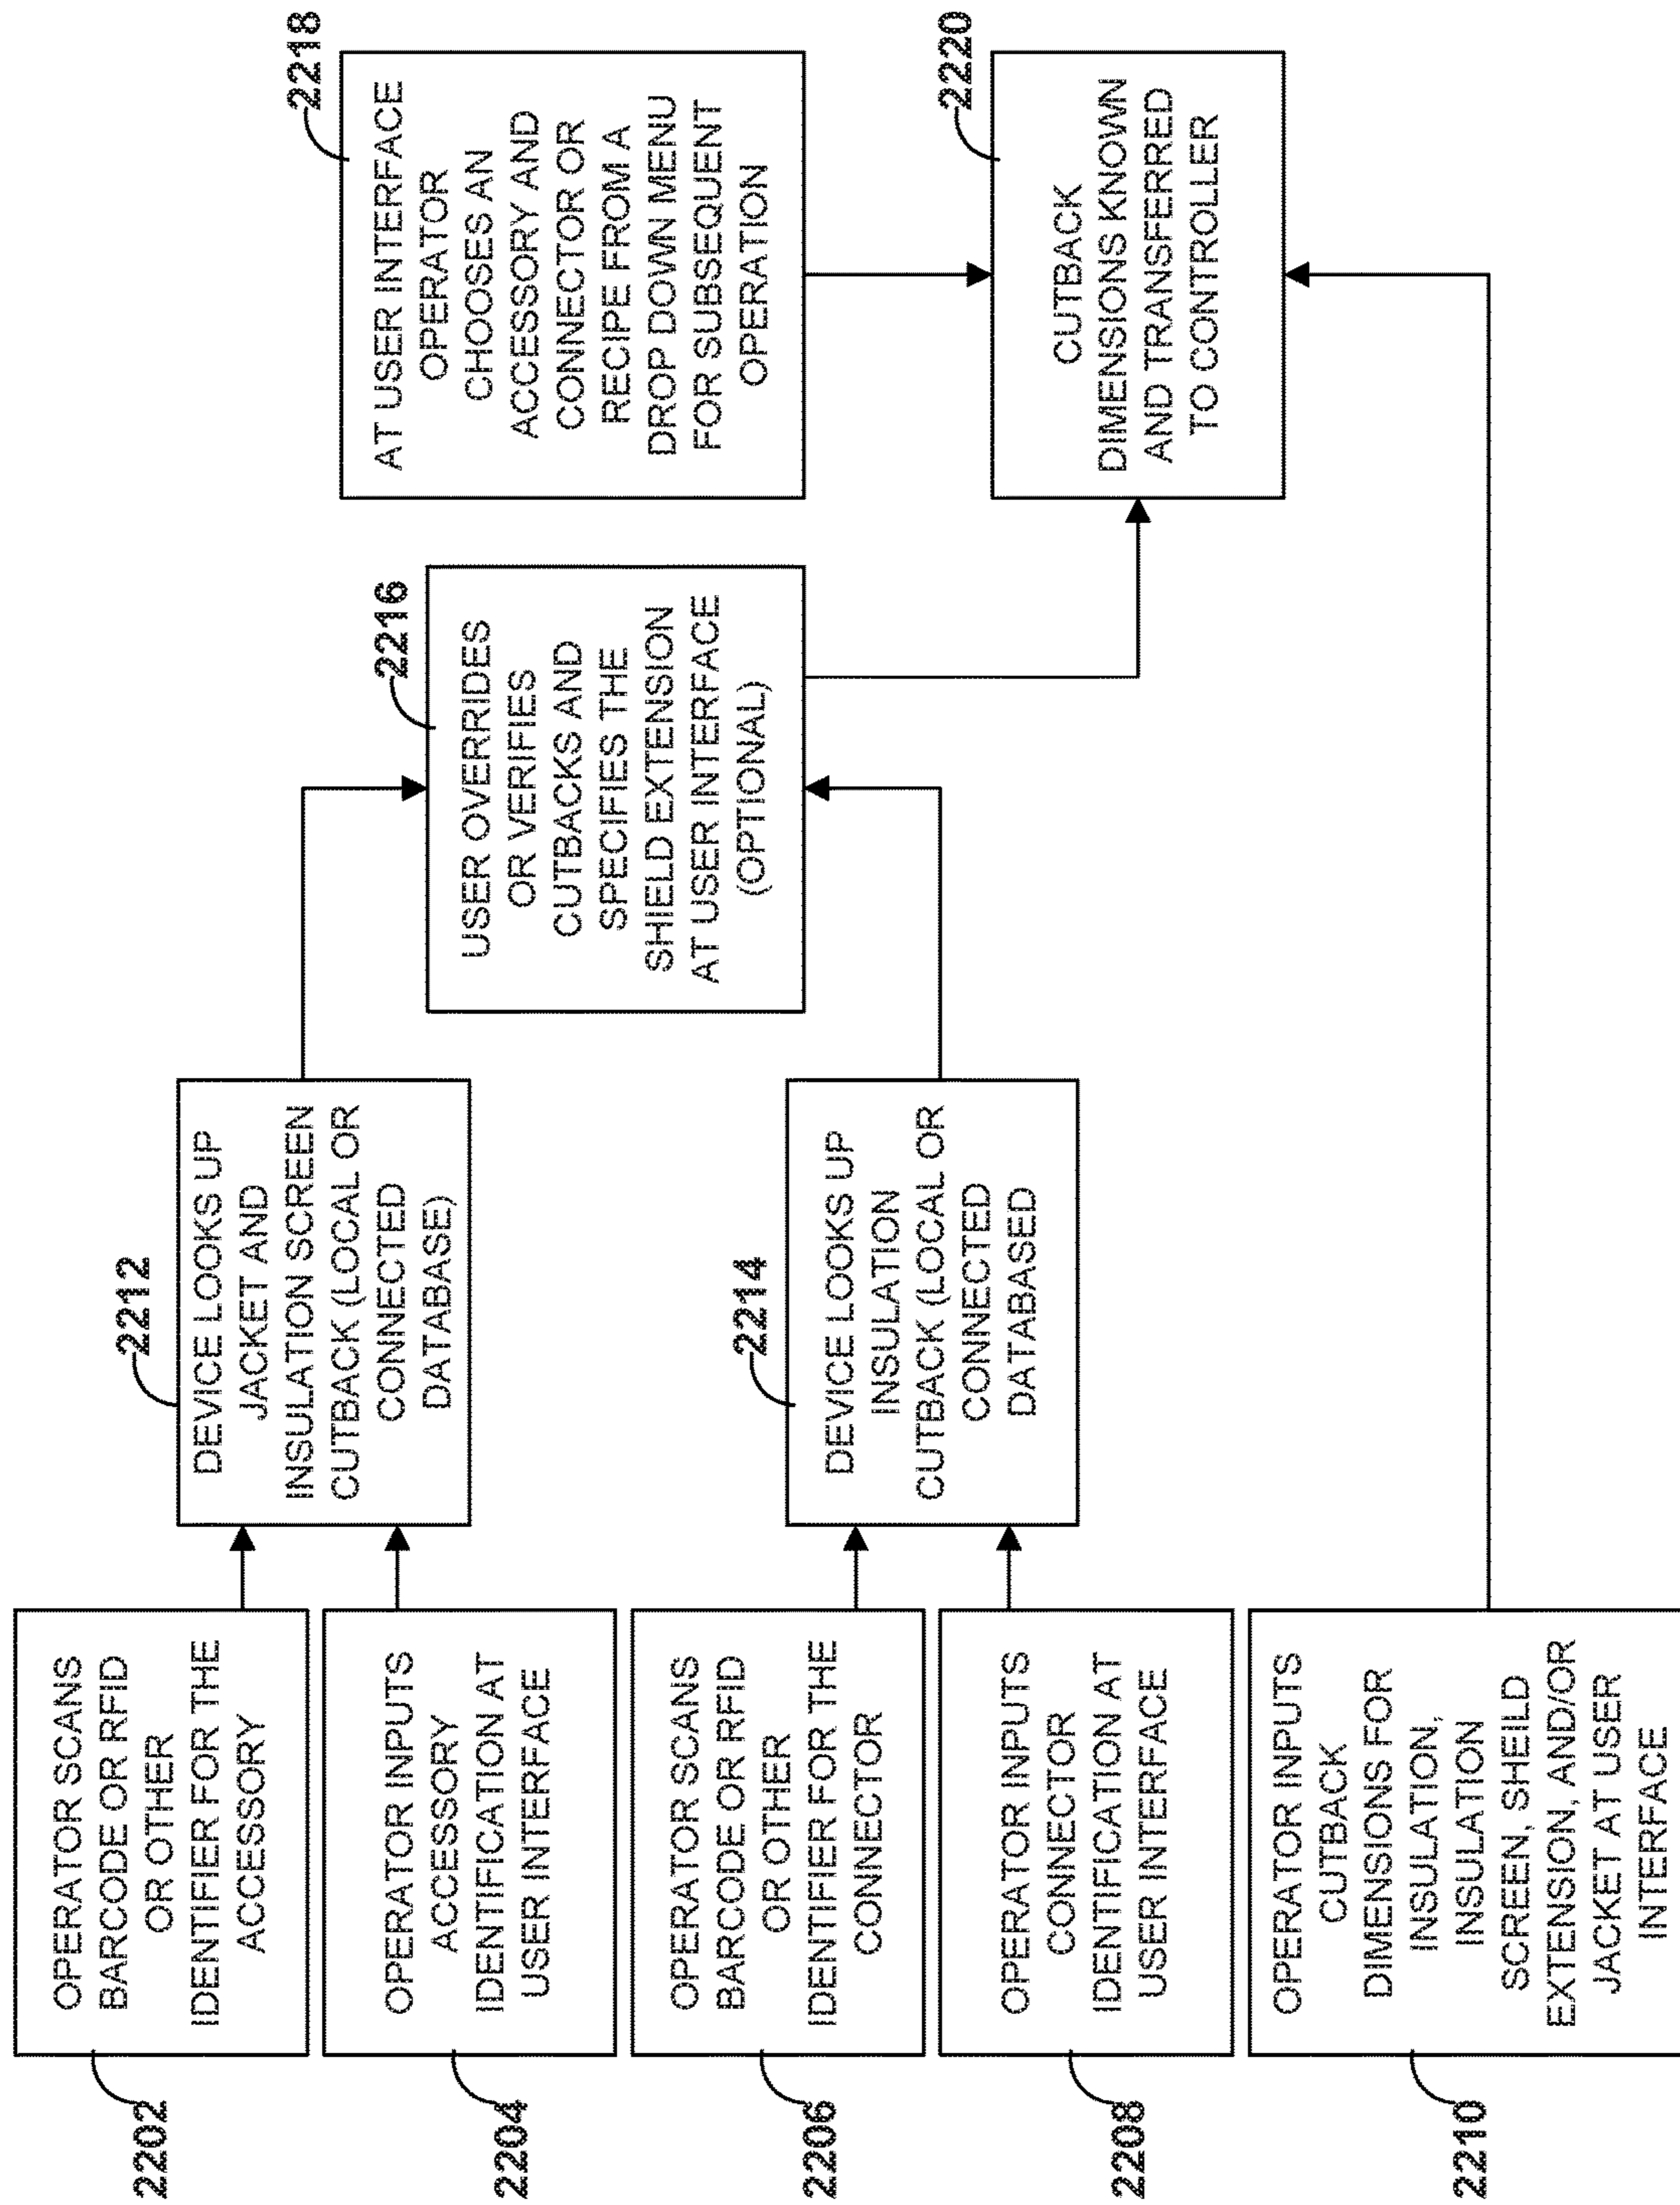 2202
OPERATOR SCANS
BARCODE OR RFID
OR OTHER
IDENTIFIER FOR THE
ACCESSORY
2204
OPERATOR INPUTS
ACCESSORY
IDENTIFICATION AT
USER INTERFACE
2206
OPERATOR SCANS
BARCODE OR RFID
OR OTHER
IDENTIFIER FOR THE
CONNECTOR
2208
OPERATOR INPUTS
CONNECTOR
IDENTIFICATION AT
USER INTERFACE
2210
OPERATOR INPUTS
CUTBACK
DIMENSIONS FOR
INSULATION,
INSULATION
SCREEN, SHEILD
EXTENSION, AND/OR
JACKET AT USER
INTERFACE
2212
DEVICE LOOKS UP
JACKET AND
INSULATION SCREEN
CUTBACK (LOCAL OR
CONNECTED
DATABASE)
2214
DEVICE LOOKS UP
INSULATION
CUTBACK (LOCAL OR
CONNECTED
DATABASED
2216
USER OVERRIDES
OR VERIFIES
CUTBACKS AND
SPECIFIES THE
SHIELD EXTENSION
AT USER INTERFACE
(OPTIONAL)
2218
AT USER INTERFACE
OPERATOR
CHOOSES AN
ACCESSORY AND
CONNECTOR OR
RECIPE FROM A
DROP DOWN MENU
FOR SUBSEQUENT
OPERATION
2220
CUTBACK
DIMENSIONS KNOWN
AND TRANSFERRED
TO CONTROLLER